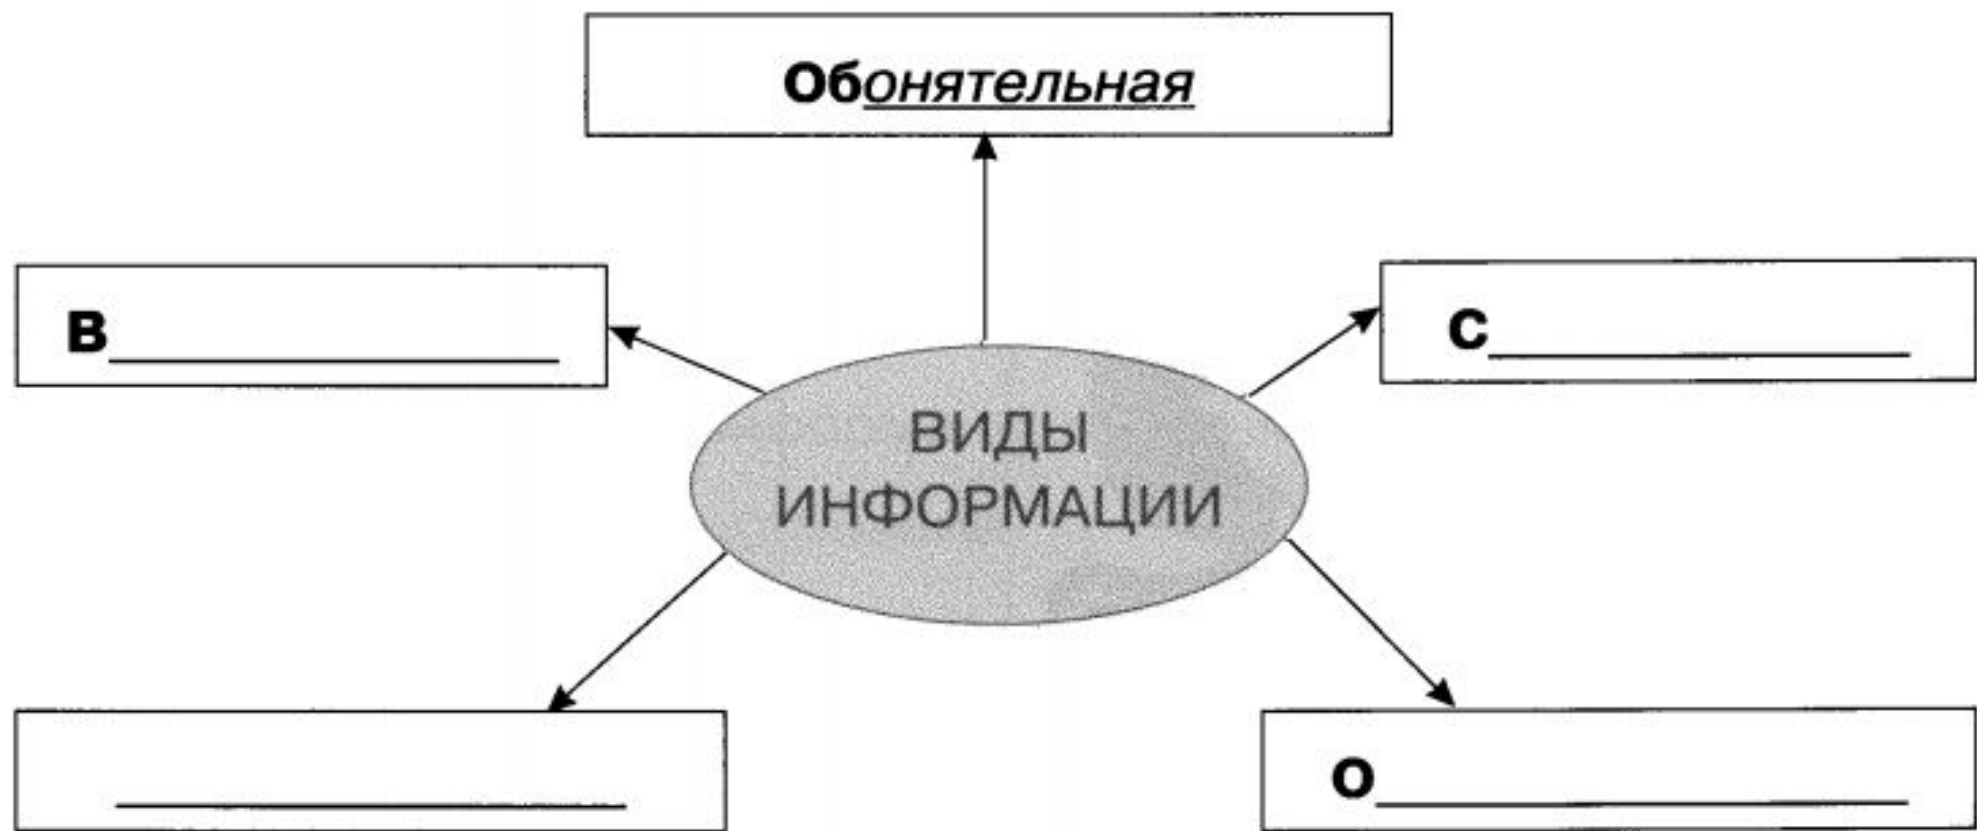 Обонятельная
В
С
ВИДЫ
ИНФОРМАЦИИ
О